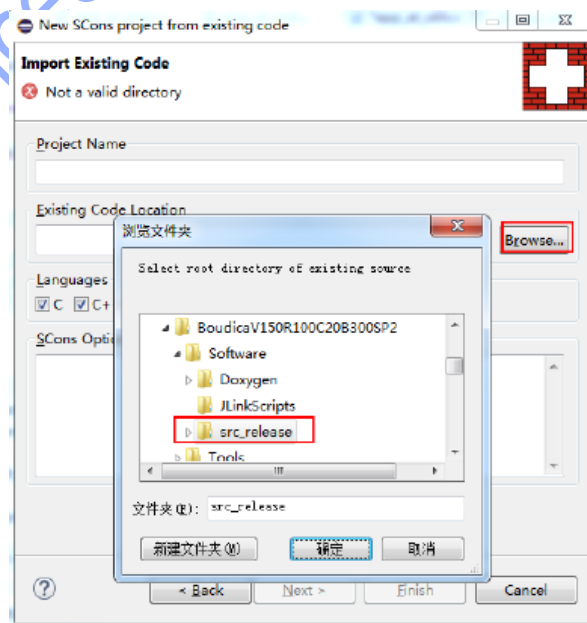 New SCons project from existing code
Import Existing Code
Not a valid directory
Project Name
Existing Code Location
Browse...
浏览文件夹
Select root directory of existing source
Languages
C C+
SCons Optio
BoudicaV150R100C20B300SP2
Software
Doxygen
JLinkScripts
src_release
Tools
文件夹(F): src_release
新建文件夹(M) 确定 取消
< Back Next > Finish Cancel